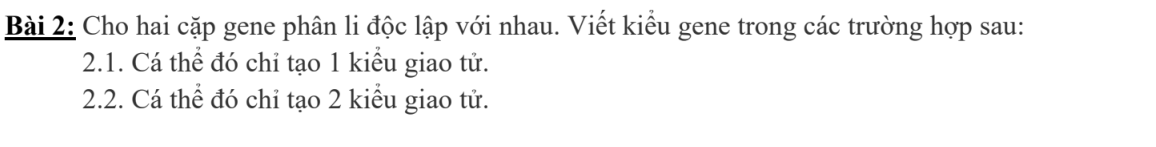 Bài 2: Cho hai cặp gene phân li độc lập với nhau. Viết kiểu gene trong các trường hợp sau:
2.1. Cá thể đó chỉ tạo 1 kiểu giao tử.
2.2. Cá thể đó chỉ tạo 2 kiểu giao tử.